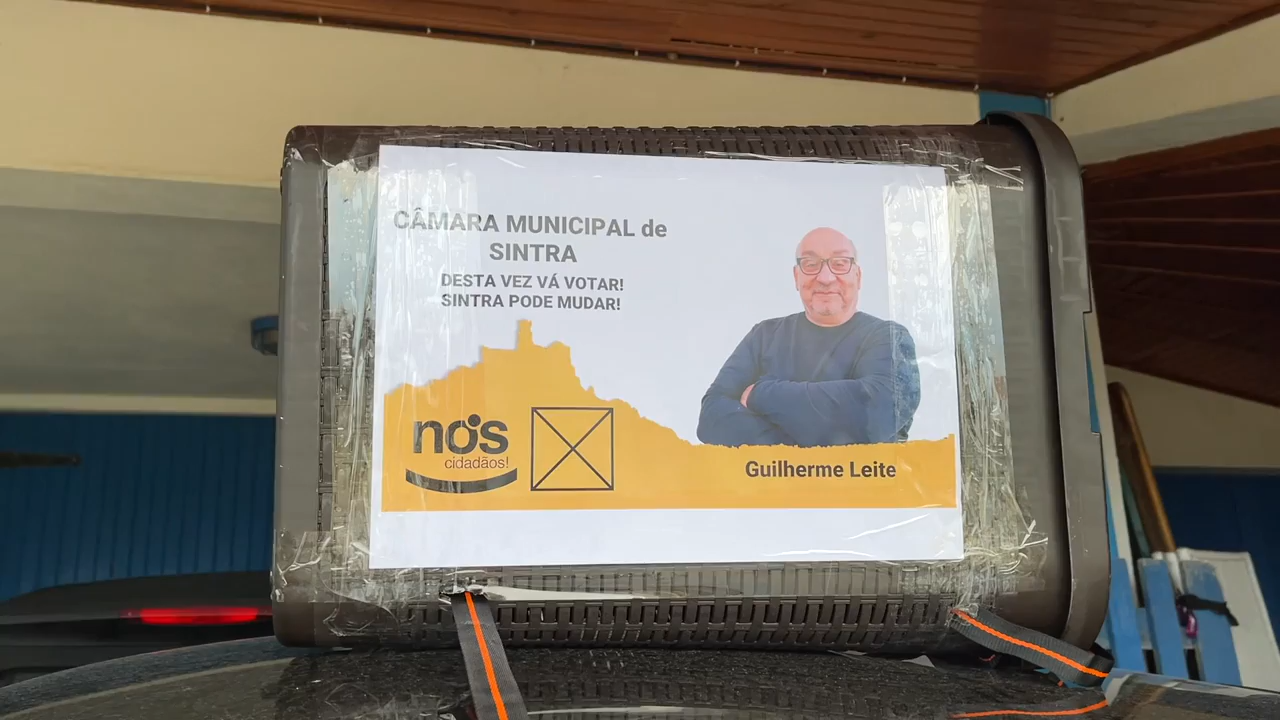 CÂMARA MUNICIPAL de
SINTRA
DESTA VEZ VÁ VOTAR!
SINTRA PODE MUDAR!
nós
cidadãos!
Guilherme Leite